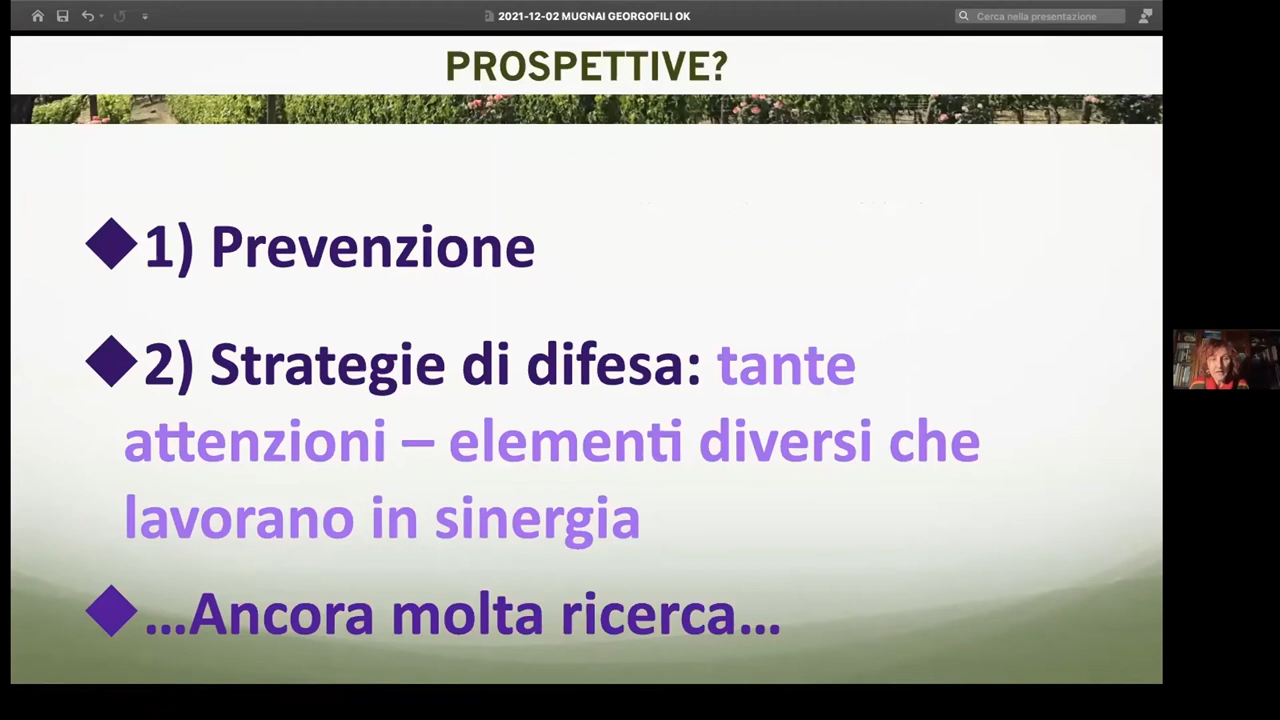 2021-12-02 MUGNAI GEORGOFILI OK
Cerca nella presentazione
PROSPETTIVE?
1) Prevenzione
2) Strategie di difesa: tante
attenzioni – elementi diversi che
lavorano in sinergia
...Ancora molta ricerca...